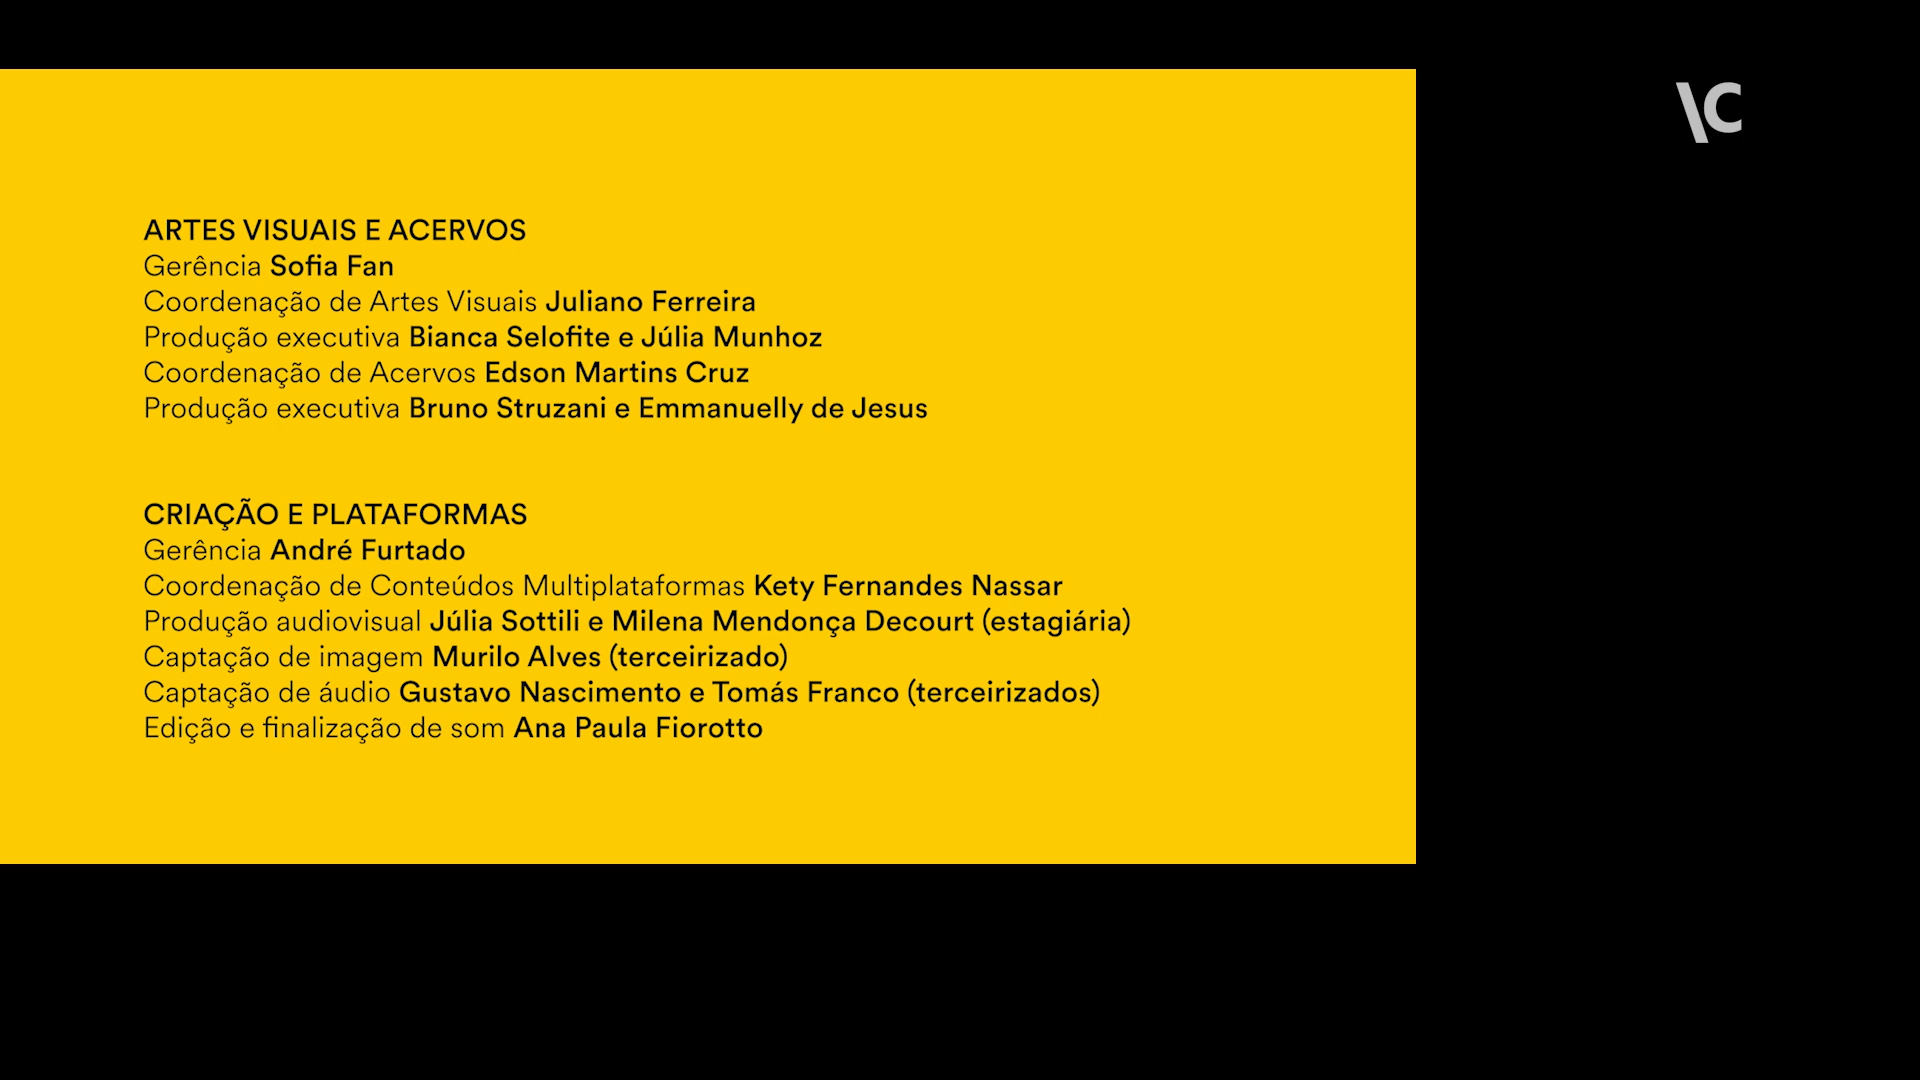 \C
ARTES VISUAIS E ACERVOS
Gerência Sofia Fan
Coordenação de Artes Visuais Juliano Ferreira
Produção executiva Bianca Selofite e Júlia Munhoz
Coordenação de Acervos Edson Martins Cruz
Produção executiva Bruno Struzani e Emmanuelly de Jesus
CRIAÇÃO E PLATAFORMAS
Gerência André Furtado
Coordenação de Conteúdos Multiplataformas Kety Fernandes Nassar
Produção audiovisual Júlia Sottili e Milena Mendonça Decourt (estagiária)
Captação de imagem Murilo Alves (terceirizado)
Captação de áudio Gustavo Nascimento e Tomás Franco (terceirizados)
Edição e finalização de som Ana Paula Fiorotto